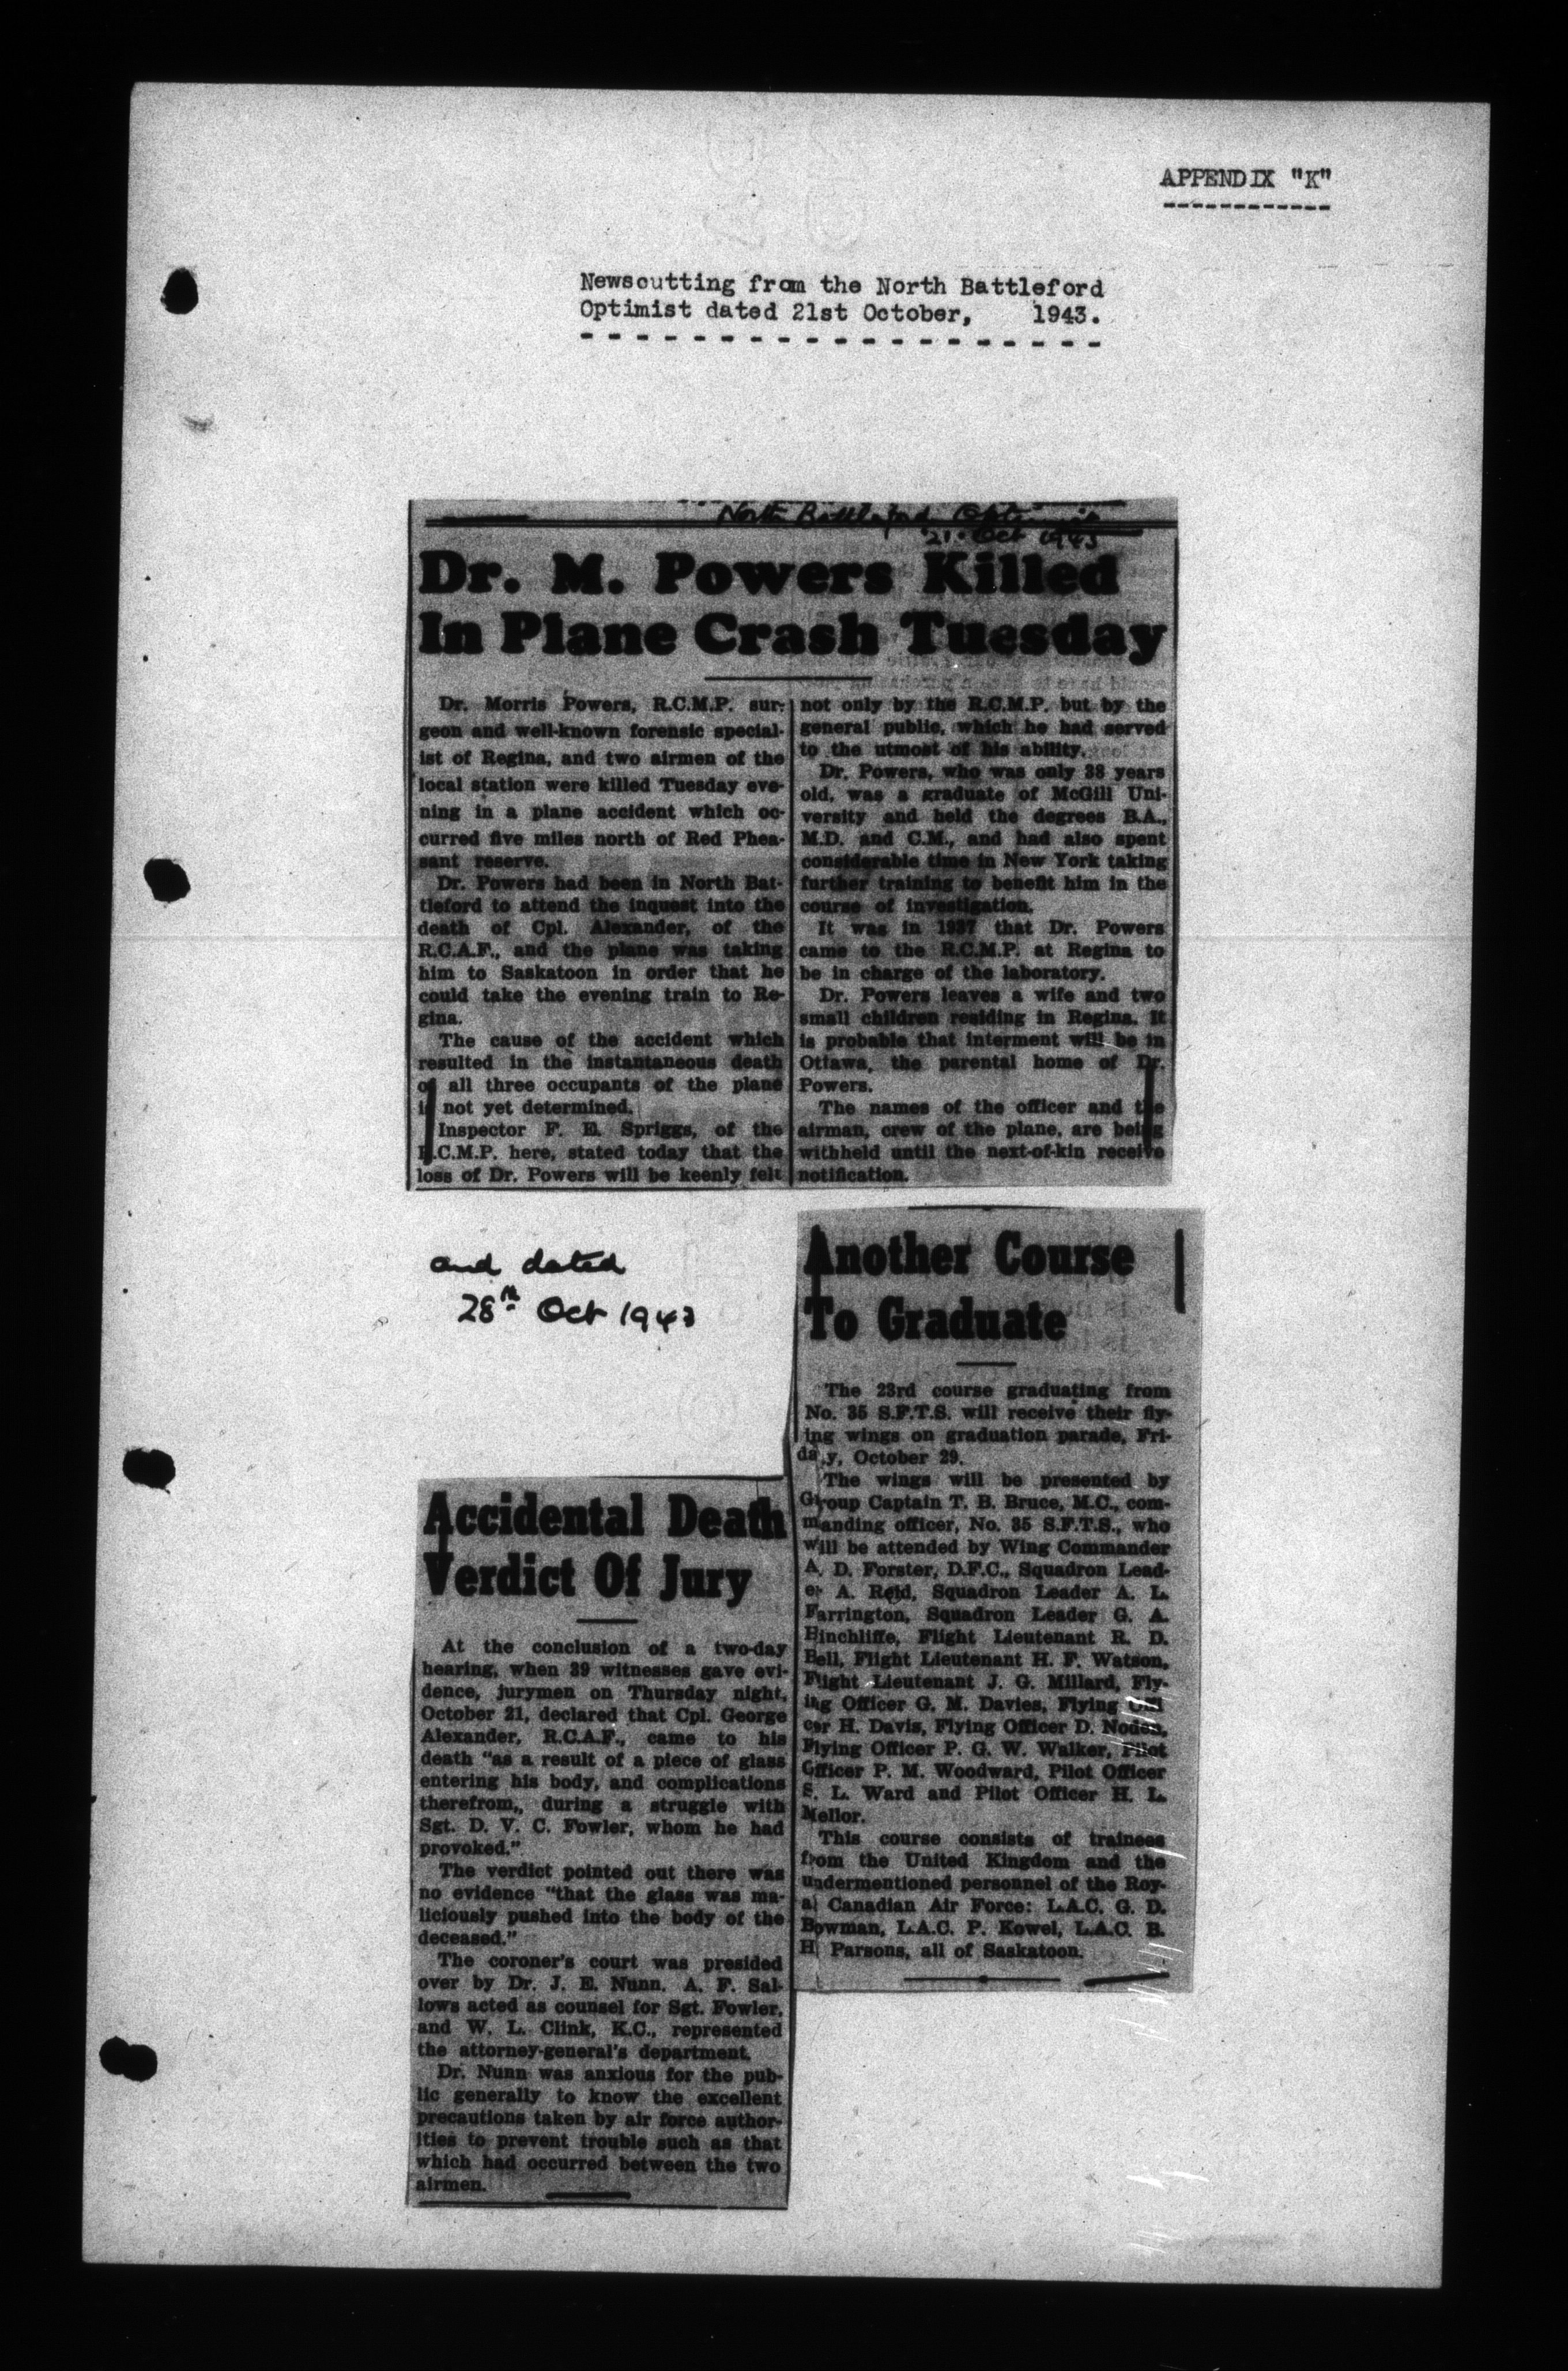 APPENDIX "K"
Newscutting from the North Battleford
Optimist dated 21st October, 1943.
North Battleford Optimist
21. Oct 1943
Dr. M. Powers Killed
In Plane Crash Tuesday
Dr. Morris Powers, R.C.M.P. sur-
geon and well-known forensic special-
ist of Regina, and two airmen of the
local station were killed Tuesday eve-
ning in a plane accident which oc-
curred five miles north of Red Phea-
sant reserve.
Dr. Powers had been in North Bat-
tleford to attend the inquest into the
death of Cpl. Alexander, of the
R.C.A.F., and the plane was taking
him to Saskatoon in order that he
could take the evening train to Re-
gina.
The cause of the accident which
resulted in the instantaneous death
of all three occupants of the plane
is not yet determined.
Inspector F. E. Spriggs, of the
R.C.M.P. here, stated today that the
loss of Dr. Powers will be keenly felt
not only by the R.C.M.P. but by the
general public, which he had served
to the utmost of his ability.
Dr. Powers, who was only 38 years
old, was a graduate of McGill Uni-
versity and held the degrees B.A.,
M.D. and C.M., and had also spent
considerable time in New York taking
further training to benefit him in the
course of investigation.
It was in 1937 that Dr. Powers
came to the R.C.M.P. at Regina to
be in charge of the laboratory.
Dr. Powers leaves a wife and two
small children residing in Regina. It
is probable that interment will be in
Ottawa, the parental home of Dr.
Powers.
The names of the officer and the
airman, crew of the plane, are being
withheld until the next-of-kin receive
notification.
and dated
28th Oct 1943
Accidental Death
Verdict Of Jury
At the conclusion of a two-day
hearing, when 39 witnesses gave evi-
dence, jurymen on Thursday night,
October 21, declared that Cpl. George
Alexander, R.C.A.F., came to his
death "as a result of a piece of glass
entering his body, and complications
therefrom,, during a struggle with
Sgt. D. V. C. Fowler, whom he had
provoked."
The verdict pointed out there was
no evidence "that the glass was ma-
liciously pushed into the body of the
deceased."
The coroner's court was presided
over by Dr. J. E. Nunn. A. F. Sal-
lows acted as counsel for Sgt. Fowler,
and W. L. Clink, K.C., represented
the attorney-general's department.
Dr. Nunn was anxious for the pub-
lic generally to know the excellent
precautions taken by air force author-
ities to prevent trouble such as that
which had occurred between the two
airmen.
Another Course
To Graduate
The 23rd course graduating from
No. 35 S.F.T.S. will receive their fly-
ing wings on graduation parade, Fri-
day, October 29.
The wings will be presented by
Group Captain T. B. Bruce, M.C., com-
manding officer, No. 35 S.F.T.S., who
will be attended by Wing Commander
A. D. Forster, D.F.C., Squadron Lead-
er A. Reid, Squadron Leader A. L.
Farrington, Squadron Leader G. A.
Hinchliffe, Flight Lieutenant R. D.
Bell, Flight Lieutenant H. F. Watson,
Flight Lieutenant J. G. Millard, Fly-
ing Officer G. M. Davies, Flying Offi
cer H. Davis, Flying Officer D. Noden,
Flying Officer P. G. W. Walker, Pilot
Officer P. M. Woodward, Pilot Officer
S. L. Ward and Pilot Officer H. L.
Mellor.
This course consists of trainees
from the United Kingdom and the
undermentioned personnel of the Roy-
al Canadian Air Force: L.A.C. G. D.
Bowman, L.A.C. P. Kowel, L.A.C. B.
H. Parsons, all of Saskatoon.